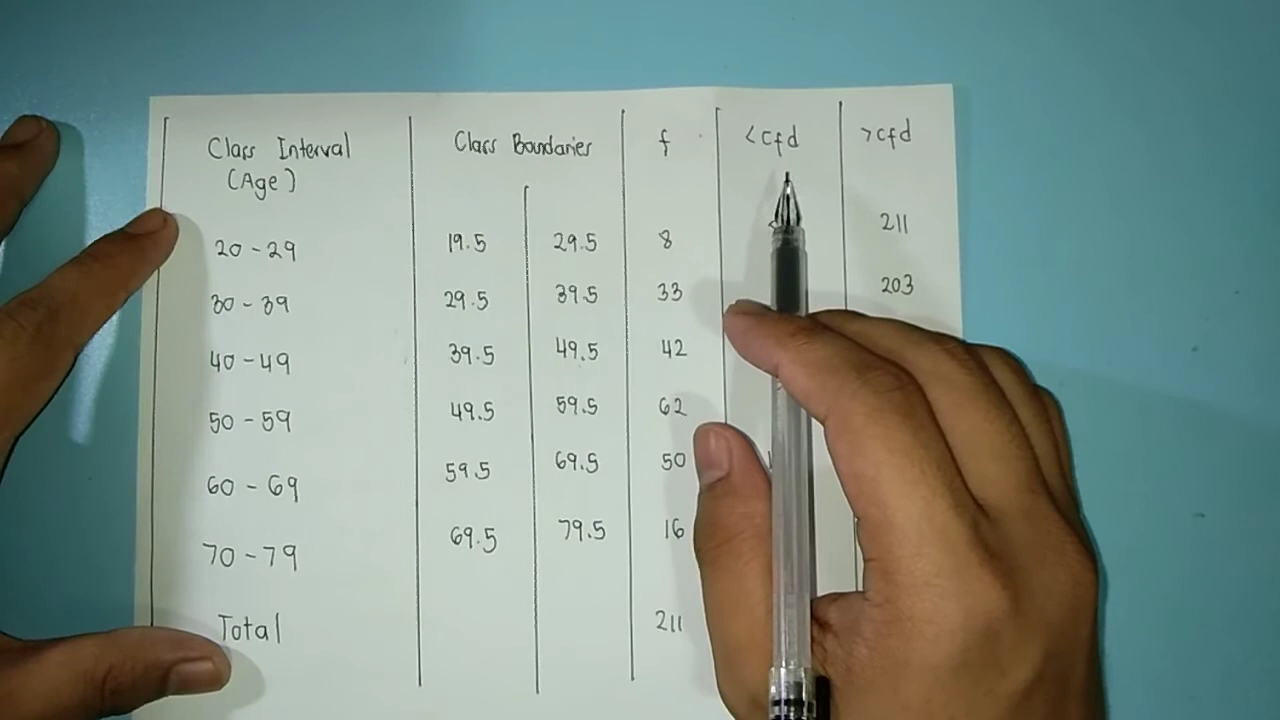 Class Interval (Age) Class Boundaries f <cfd >cfd
20-29 19.5 29.5 8 211
30-39 29.5 39.5 33 203
40-49 39.5 49.5 42
50-59 49.5 59.5 62
60-69 59.5 69.5 50
70-79 69.5 79.5 16
Total 211